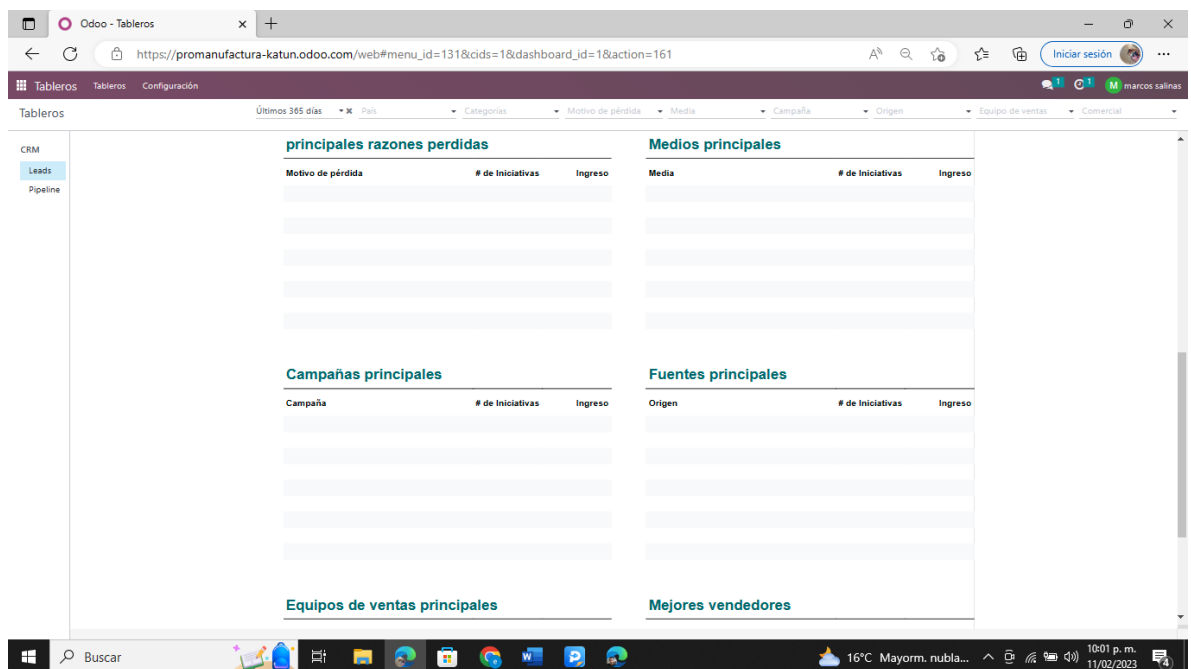 Odoo - Tableros
https://promanufactura-katun.odoo.com/web#menu_id=131&cids=1&dashboard_id=1&action=161
Iniciar sesión
Tableros Tableros Configuración 1 1 M marcos salinas
Tableros Últimos 365 días País Categorías Motivo de pérdida Media Campaña Origen Equipo de ventas Comercial
CRM
Leads
Pipeline
principales razones perdidas
Motivo de pérdida # de Iniciativas Ingreso
Medios principales
Media # de Iniciativas Ingreso
Campañas principales
Campaña # de Iniciativas Ingreso
Fuentes principales
Origen # de Iniciativas Ingreso
Equipos de ventas principales
Mejores vendedores
Buscar
16°C Mayorm. nubla...
10:01 p. m.
11/02/2023
4